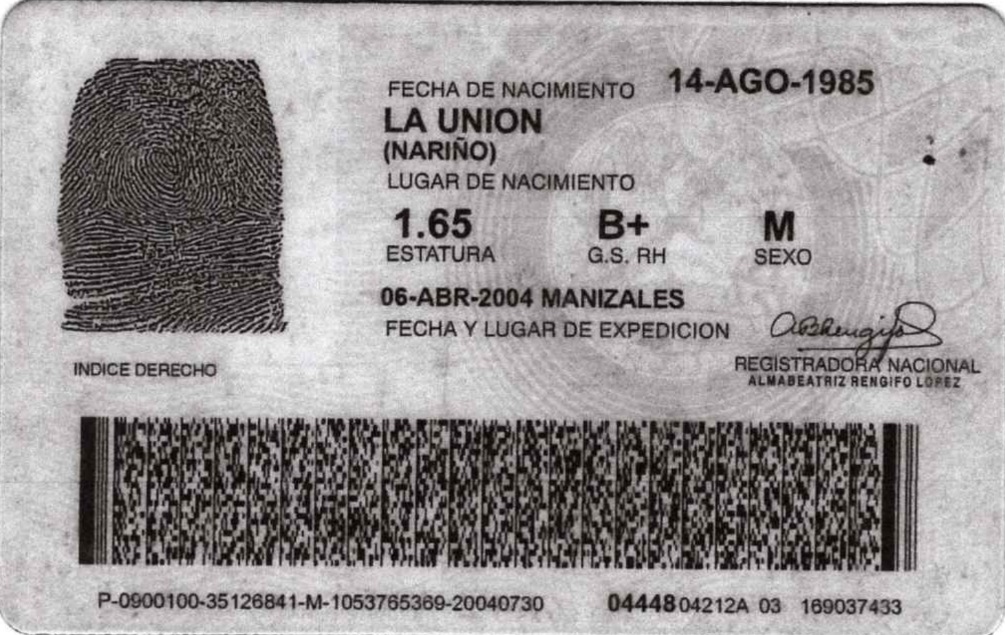 FECHA DE NACIMIENTO 14-AGO-1985
LA UNION
(NARIÑO)
LUGAR DE NACIMIENTO
1.65 B+ M
ESTATURA G.S. RH SEXO
06-ABR-2004 MANIZALES
FECHA Y LUGAR DE EXPEDICION
INDICE DERECHO
REGISTRADORA NACIONAL
ALMABEATRIZ RENGIFO LOPEZ
P-0900100-35126841-M-1053765369-20040730 04448 04212A 03 169037433